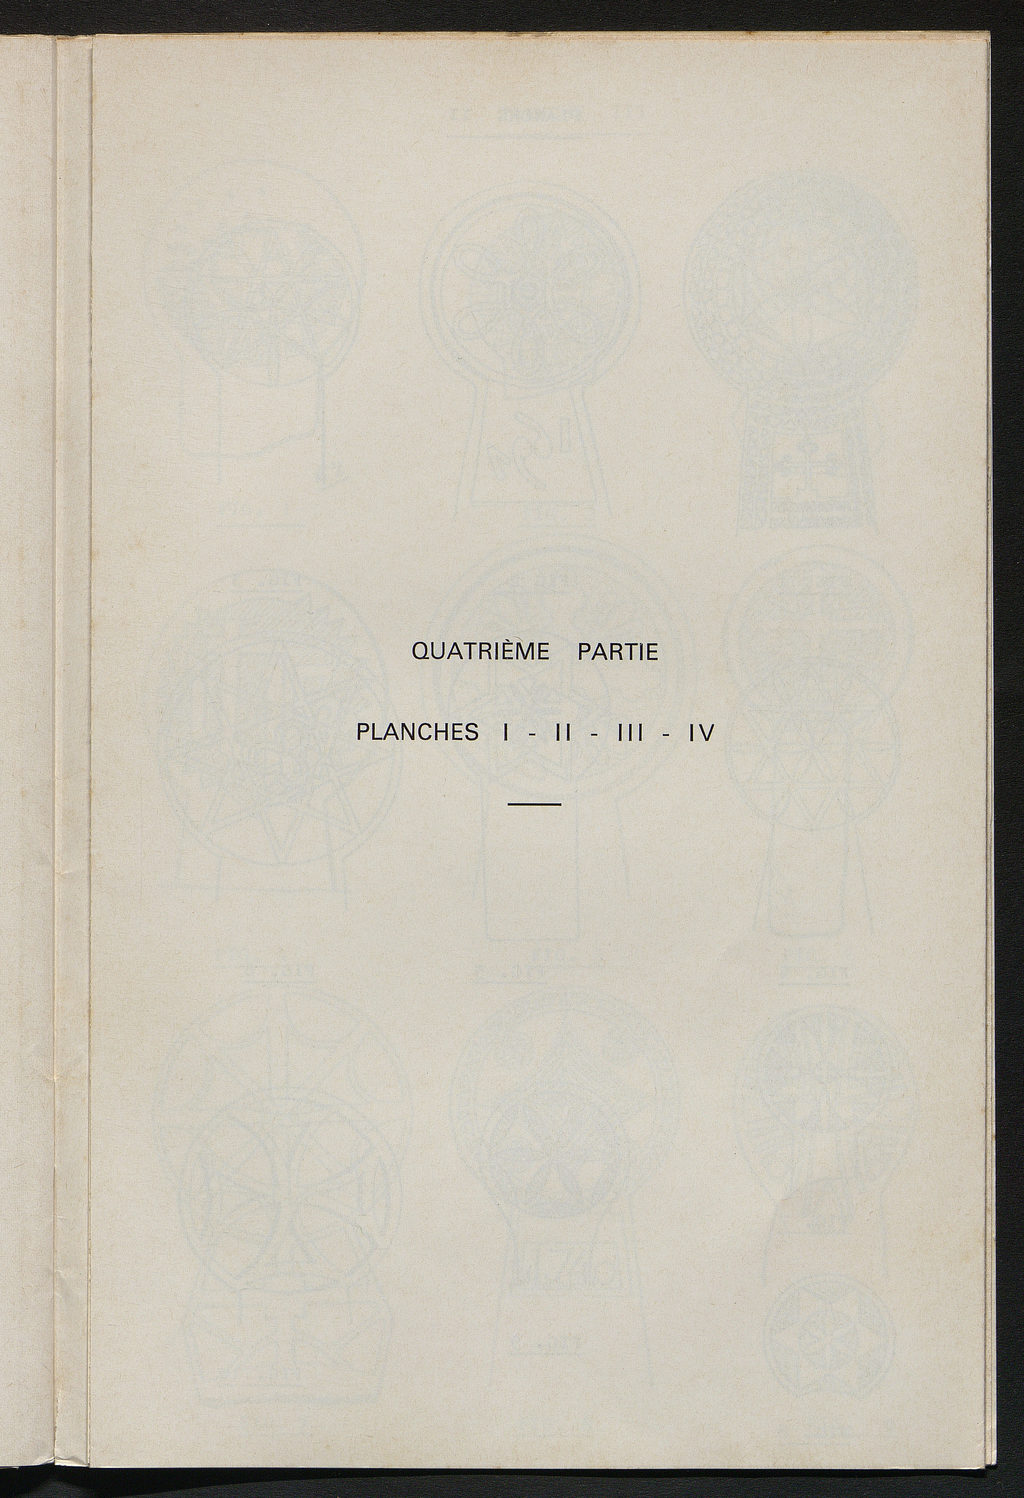 QUATRIÈME PARTIE
PLANCHES I - II - III - IV